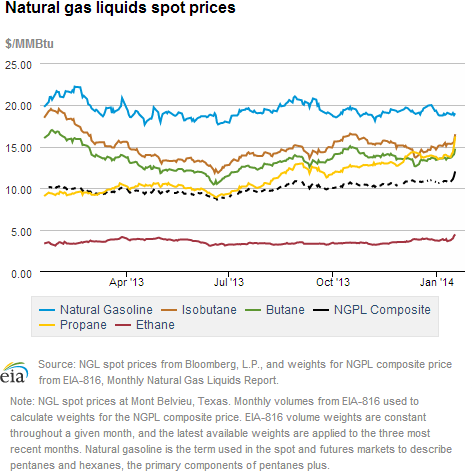 Natural gas liquids spot prices
$/MMBtu
25.00
20.00
15.00
10.00
5.00
0.00
Apr '13 Jul '13 Oct '13 Jan '14
Natural Gasoline Isobutane Butane NGPL Composite
Propane Ethane
eia
Source: NGL spot prices from Bloomberg, L.P., and weights for NGPL composite price
from EIA-816, Monthly Natural Gas Liquids Report.
Note: NGL spot prices at Mont Belvieu, Texas. Monthly volumes from EIA-816 used to
calculate weights for the NGPL composite price. EIA-816 volume weights are constant
throughout a given month, and the latest available weights are applied to the three most
recent months. Natural gasoline is the term used in the spot and futures markets to describe
pentanes and hexanes, the primary components of pentanes plus.